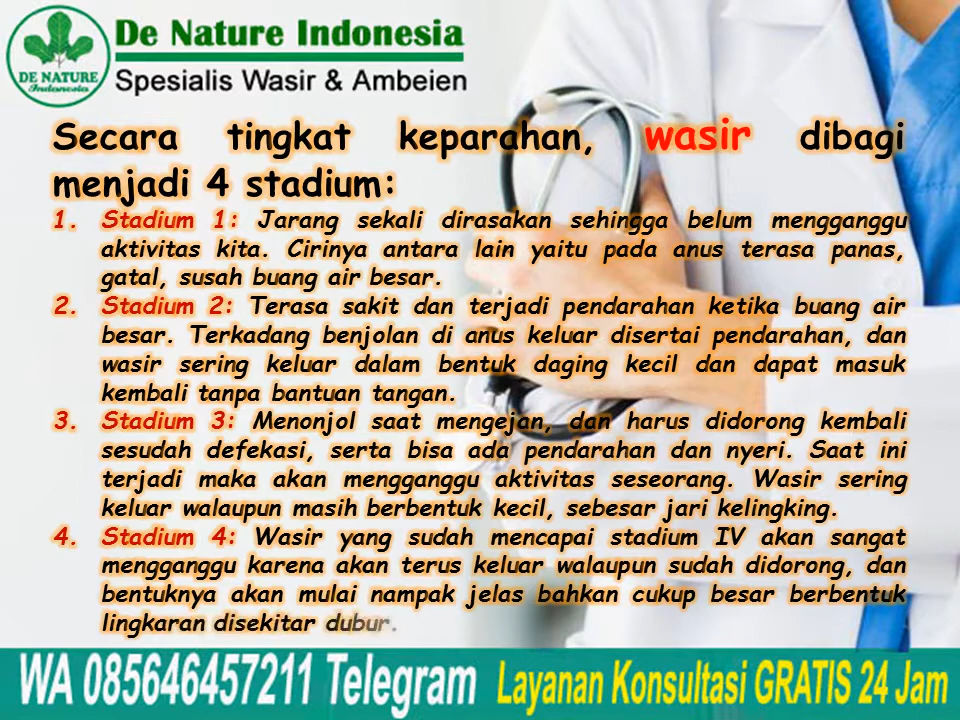 DE NATURE
Indonesia
De Nature Indonesia
Spesialis Wasir & Ambeien
Secara tingkat keparahan, wasir dibagi
menjadi 4 stadium:
1. Stadium 1: Jarang sekali dirasakan sehingga belum mengganggu
aktivitas kita. Cirinya antara lain yaitu pada anus terasa panas,
gatal, susah buang air besar.
2. Stadium 2: Terasa sakit dan terjadi pendarahan ketika buang air
besar. Terkadang benjolan di anus keluar disertai pendarahan, dan
wasir sering keluar dalam bentuk daging kecil dan dapat masuk
kembali tanpa bantuan tangan.
3. Stadium 3: Menonjol saat mengejan, dan harus didorong kembali
sesudah defekasi, serta bisa ada pendarahan dan nyeri. Saat ini
terjadi maka akan mengganggu aktivitas seseorang. Wasir sering
keluar walaupun masih berbentuk kecil, sebesar jari kelingking.
4. Stadium 4: Wasir yang sudah mencapai stadium IV akan sangat
mengganggu karena akan terus keluar walaupun sudah didorong, dan
bentuknya akan mulai nampak jelas bahkan cukup besar berbentuk
lingkaran disekitar dubur.
WA 085646457211 Telegram Layanan Konsultasi GRATIS 24 Jam